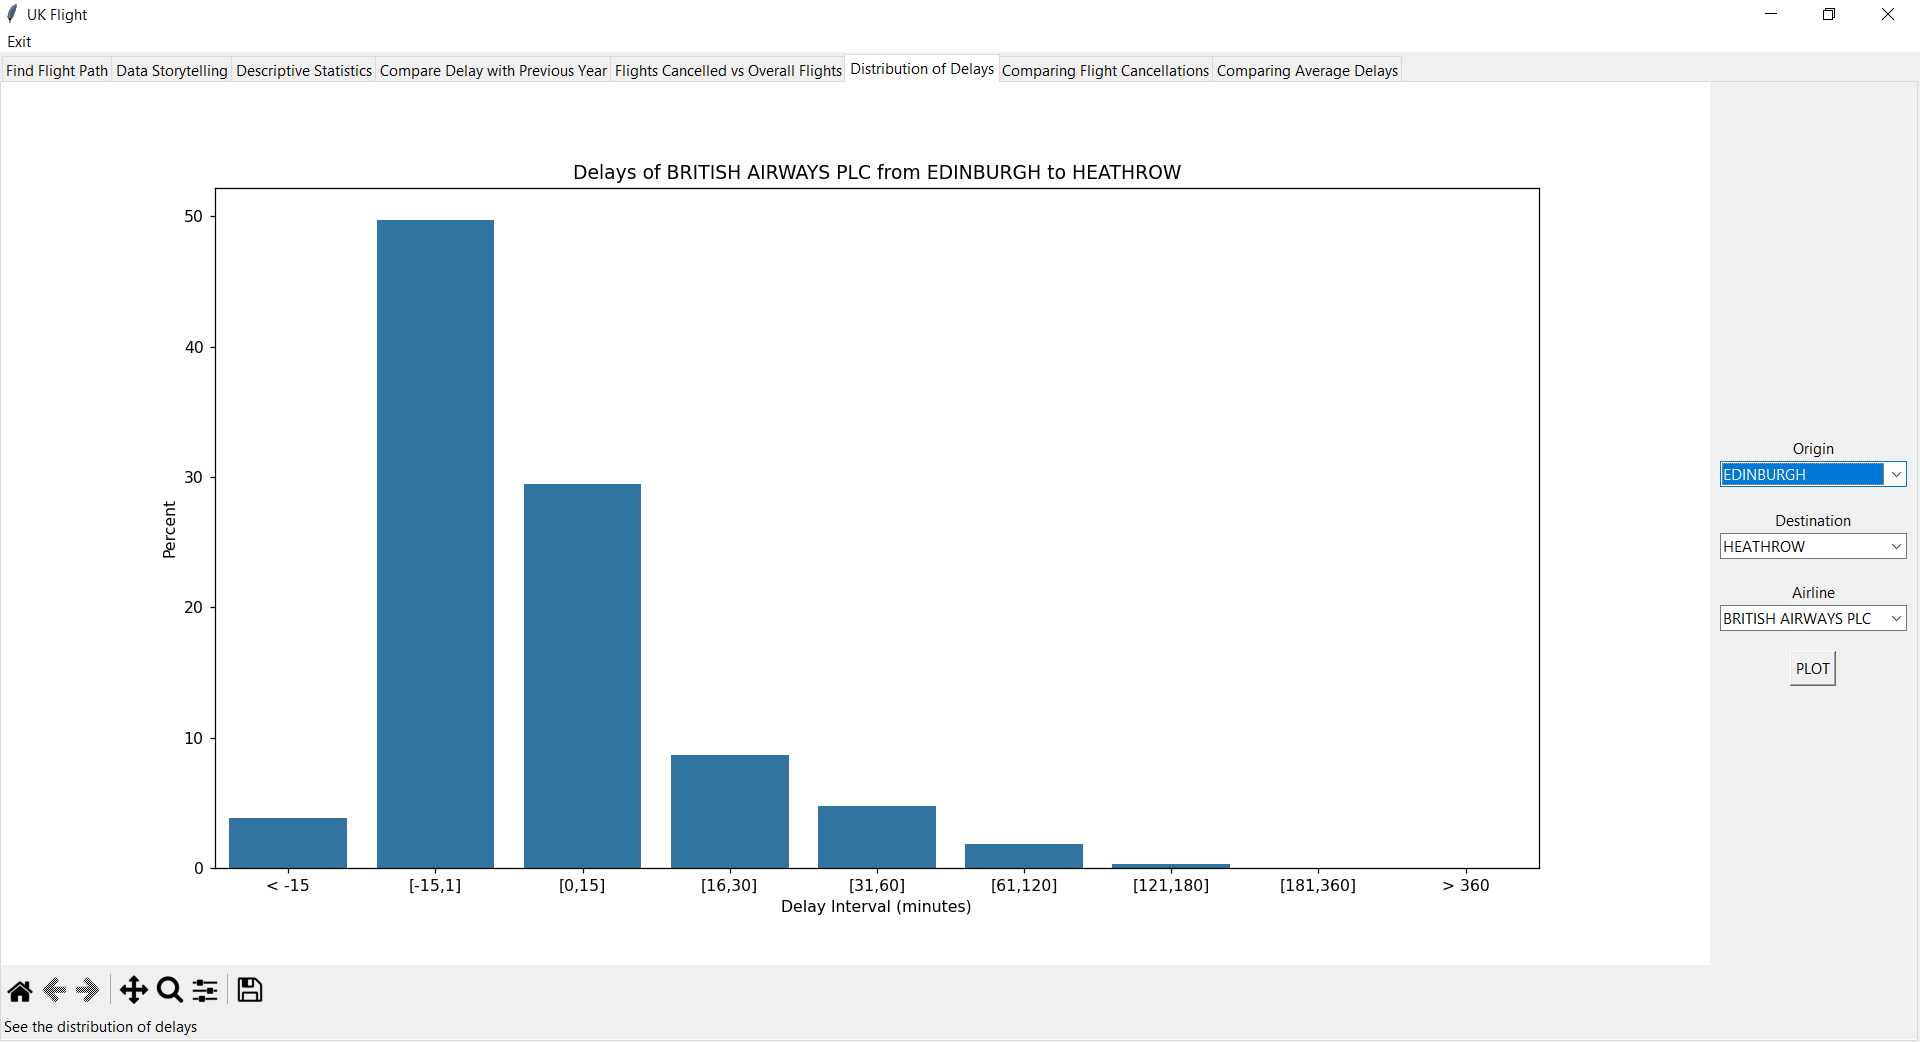 UK Flight
Exit
Find Flight Path Data Storytelling Descriptive Statistics Compare Delay with Previous Year Flights Cancelled vs Overall Flights Distribution of Delays Comparing Flight Cancellations Comparing Average Delays
Delays of BRITISH AIRWAYS PLC from EDINBURGH to HEATHROW
50
40
30
20
10
0
Percent
< -15 [-15,1] [0,15] [16,30] [31,60] [61,120] [121,180] [181,360] > 360
Delay Interval (minutes)
Origin
EDINBURGH
Destination
HEATHROW
Airline
BRITISH AIRWAYS PLC
PLOT
See the distribution of delays